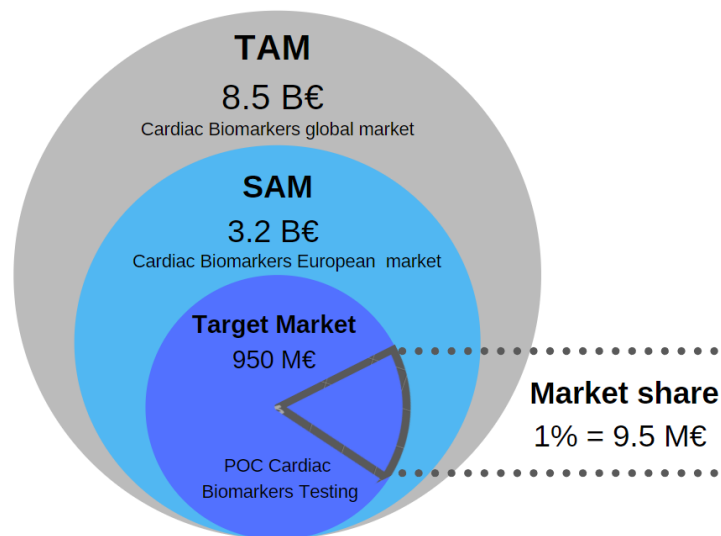 TAM
8.5 B€
Cardiac Biomarkers global market
SAM
3.2 B€
Cardiac Biomarkers European market
Target Market
950 M€
Market share
1% = 9.5 M€
POC Cardiac
Biomarkers Testing